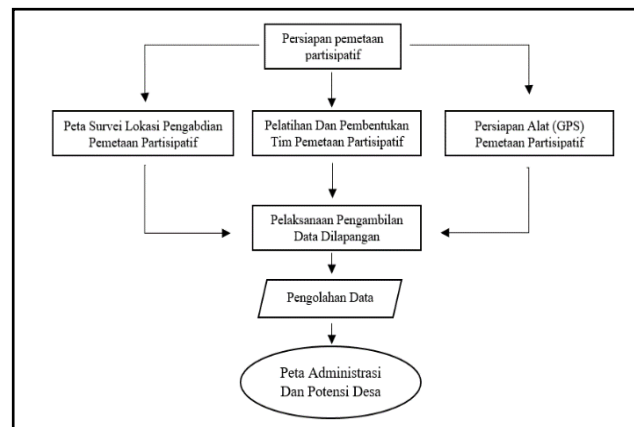 Persiapan pemetaan
partisipatif
Peta Survei Lokasi Pengabdian
Pemetaan Partisipatif
Pelatihan Dan Pembentukan
Tim Pemetaan Partisipatif
Persiapan Alat (GPS)
Pemetaan Partisipatif
Pelaksanaan Pengambilan
Data Dilapangan
Pengolahan Data
Peta Administrasi
Dan Potensi Desa